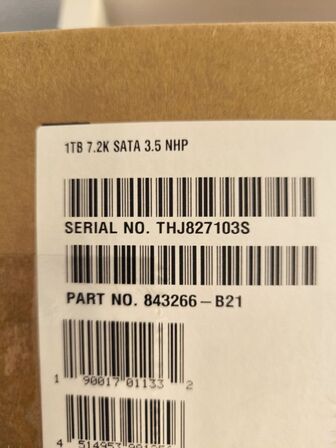 1TB 7.2K SATA 3.5 NHP
SERIAL NO. THJ827103S
PART NO. 843266-B21
1 90017 01133 2